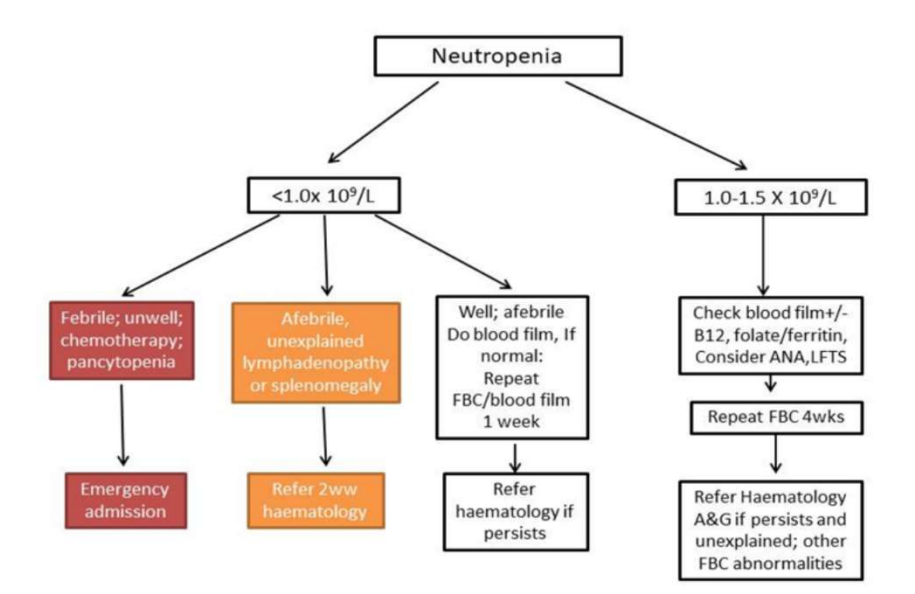 Neutropenia
<1.0x 10⁹/L
1.0-1.5 X 10⁹/L
Febrile; unwell;
chemotherapy;
pancytopenia
Afebrile,
unexplained
lymphadenopathy
or splenomegaly
Well; afebrile
Do blood film, If
normal:
Repeat
FBC/blood film
1 week
Check blood film+/-
B12, folate/ferritin,
Consider ANA,LFTS
Repeat FBC 4wks
Emergency
admission
Refer 2ww
haematology
Refer
haematology if
persists
Refer Haematology
A&G if persists and
unexplained; other
FBC abnormalities